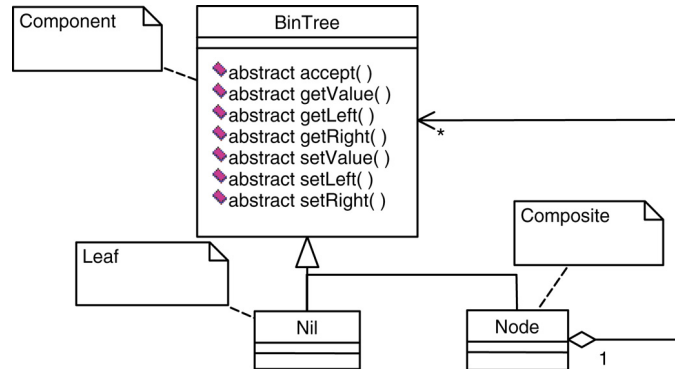 Component
BinTree
abstract accept( )
abstract getValue( )
abstract getLeft( )
abstract getRight( )
abstract setValue( )
abstract setLeft( )
abstract setRight( )
*
Composite
Leaf
Nil
Node
1